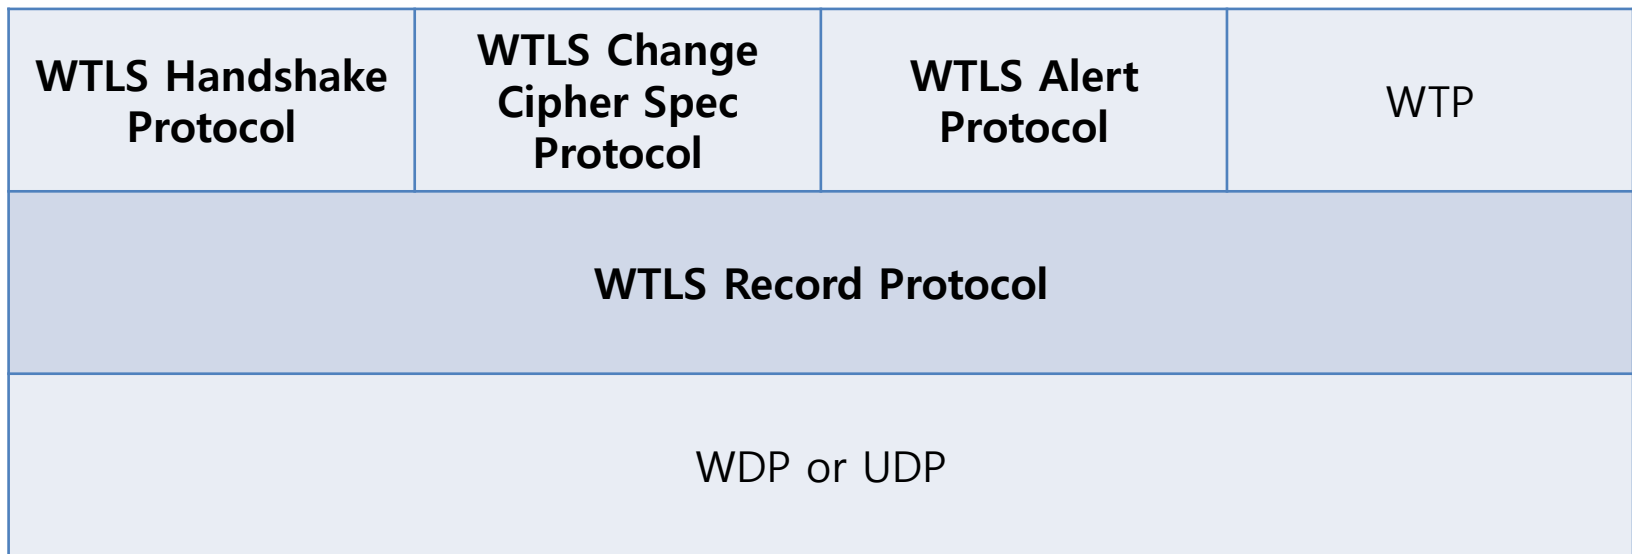 WTLS Handshake
Protocol
WTLS Change
Cipher Spec
Protocol
WTLS Alert
Protocol
WTP
WTLS Record Protocol
WDP or UDP